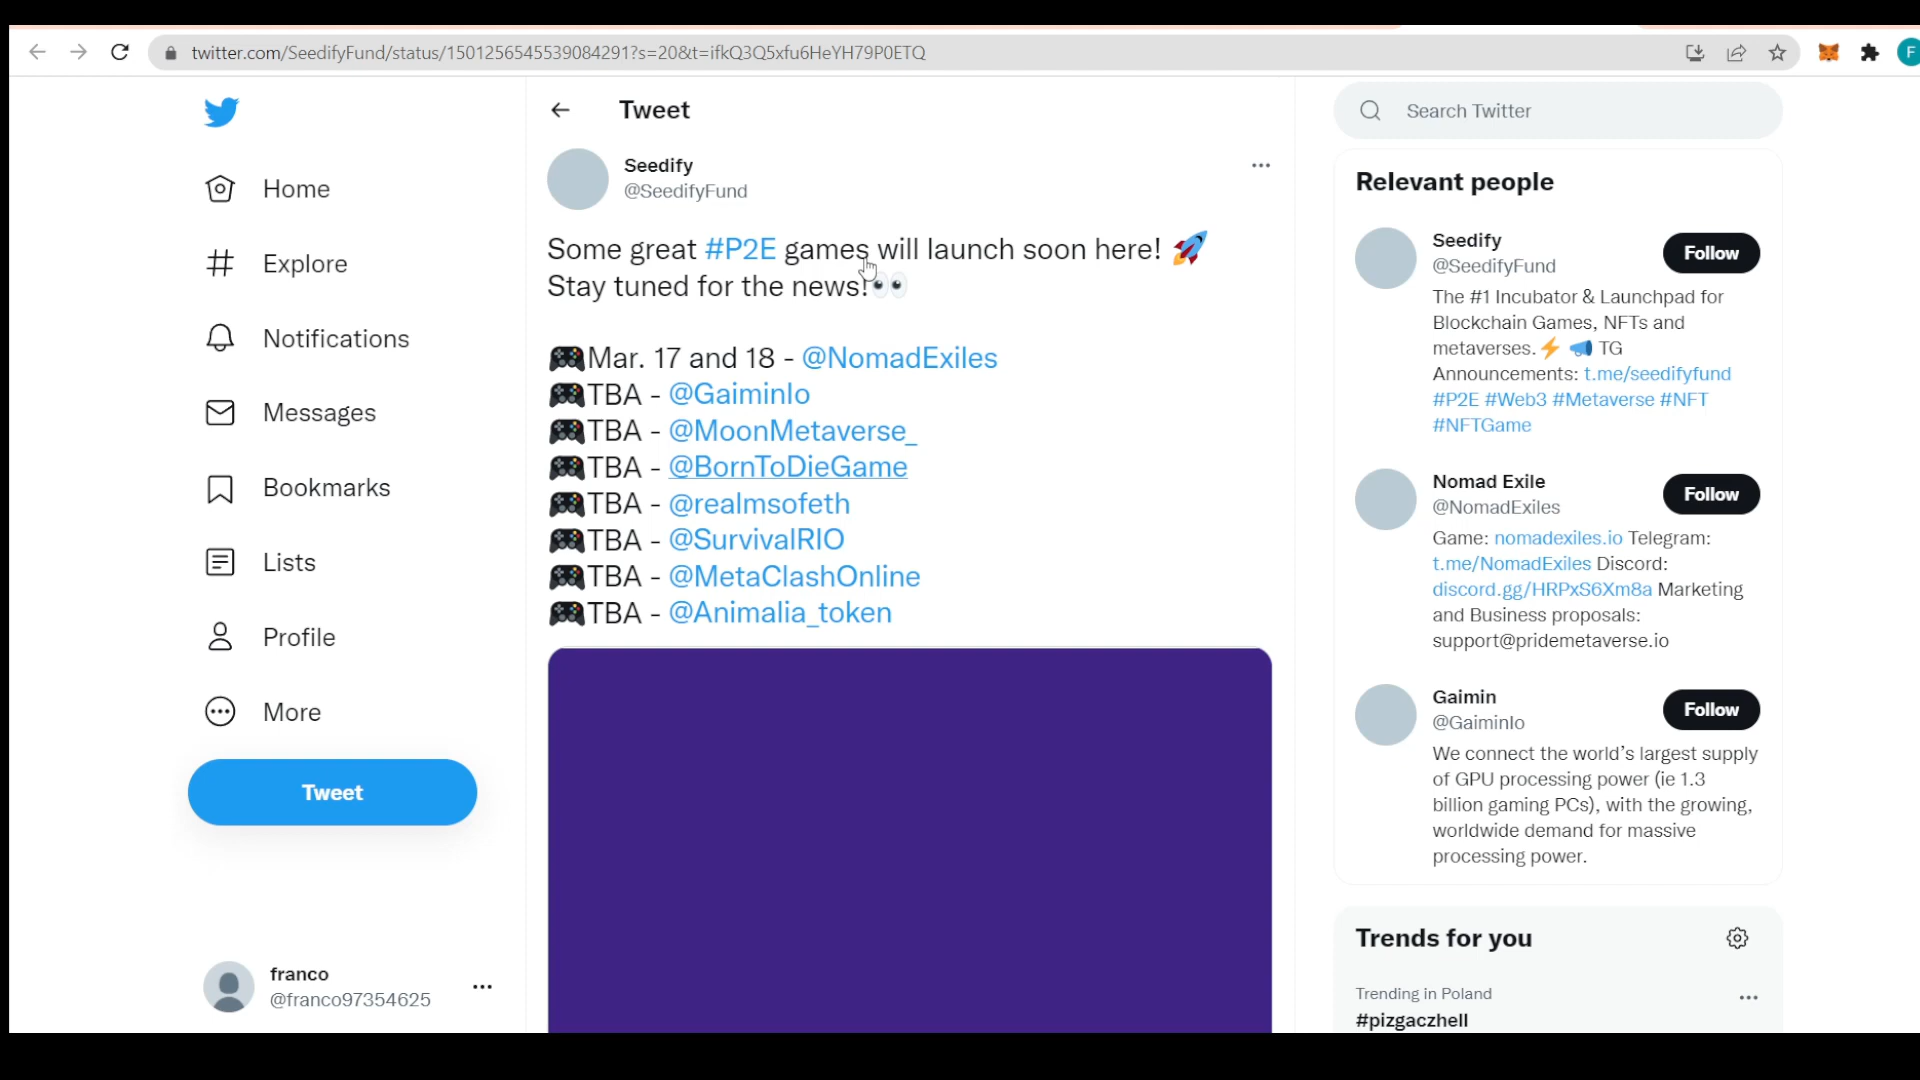 twitter.com/SeedifyFund/status/1501256545539084291?s=20&t=ifkQ3Q5xfu6HeYH79P0ETQ
F
Home
Explore
Notifications
Messages
Bookmarks
Lists
Profile
More
Tweet
franco
@franco97354625
Tweet
Seedify
@SeedifyFund
Some great #P2E games will launch soon here! 🚀
Stay tuned for the news!👀
🎮Mar. 17 and 18 - @NomadExiles
🎮TBA - @GaiminIo
🎮TBA - @MoonMetaverse_
🎮TBA - @BornToDieGame
🎮TBA - @realmsofeth
🎮TBA - @SurvivalRIO
🎮TBA - @MetaClashOnline
🎮TBA - @Animalia_token
Search Twitter
Relevant people
Seedify
@SeedifyFund
Follow
The #1 Incubator & Launchpad for
Blockchain Games, NFTs and
metaverses.⚡ 📣 TG
Announcements: t.me/seedifyfund
#P2E #Web3 #Metaverse #NFT
#NFTGame
Nomad Exile
@NomadExiles
Follow
Game: nomadexiles.io Telegram:
t.me/NomadExiles Discord:
discord.gg/HRPxS6Xm8a Marketing
and Business proposals:
support@pridemetaverse.io
Gaimin
@GaiminIo
Follow
We connect the world’s largest supply
of GPU processing power (ie 1.3
billion gaming PCs), with the growing,
worldwide demand for massive
processing power.
Trends for you
Trending in Poland
#pizgaczhell